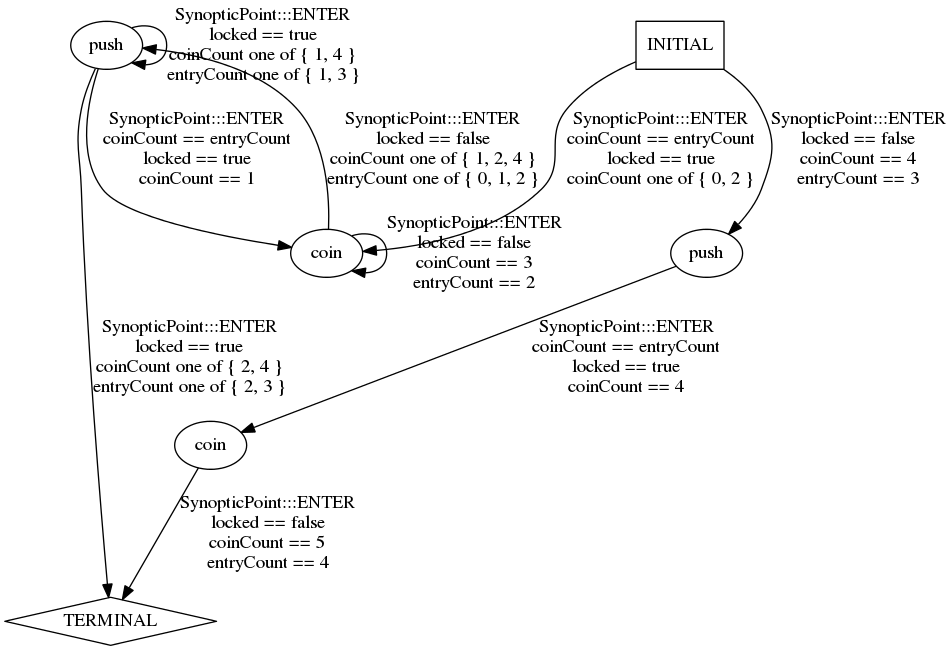 SynopticPoint:::ENTER
locked == true
coinCount one of { 1, 4 }
entryCount one of { 1, 3 }
push
INITIAL
SynopticPoint:::ENTER
coinCount == entryCount
locked == true
coinCount == 1
SynopticPoint:::ENTER
locked == false
coinCount one of { 1, 2, 4 }
entryCount one of { 0, 1, 2 }
SynopticPoint:::ENTER
coinCount == entryCount
locked == true
coinCount one of { 0, 2 }
SynopticPoint:::ENTER
locked == false
coinCount == 4
entryCount == 3
coin
SynopticPoint:::ENTER
locked == false
coinCount == 3
entryCount == 2
push
SynopticPoint:::ENTER
locked == true
coinCount one of { 2, 4 }
entryCount one of { 2, 3 }
SynopticPoint:::ENTER
coinCount == entryCount
locked == true
coinCount == 4
coin
SynopticPoint:::ENTER
locked == false
coinCount == 5
entryCount == 4
TERMINAL